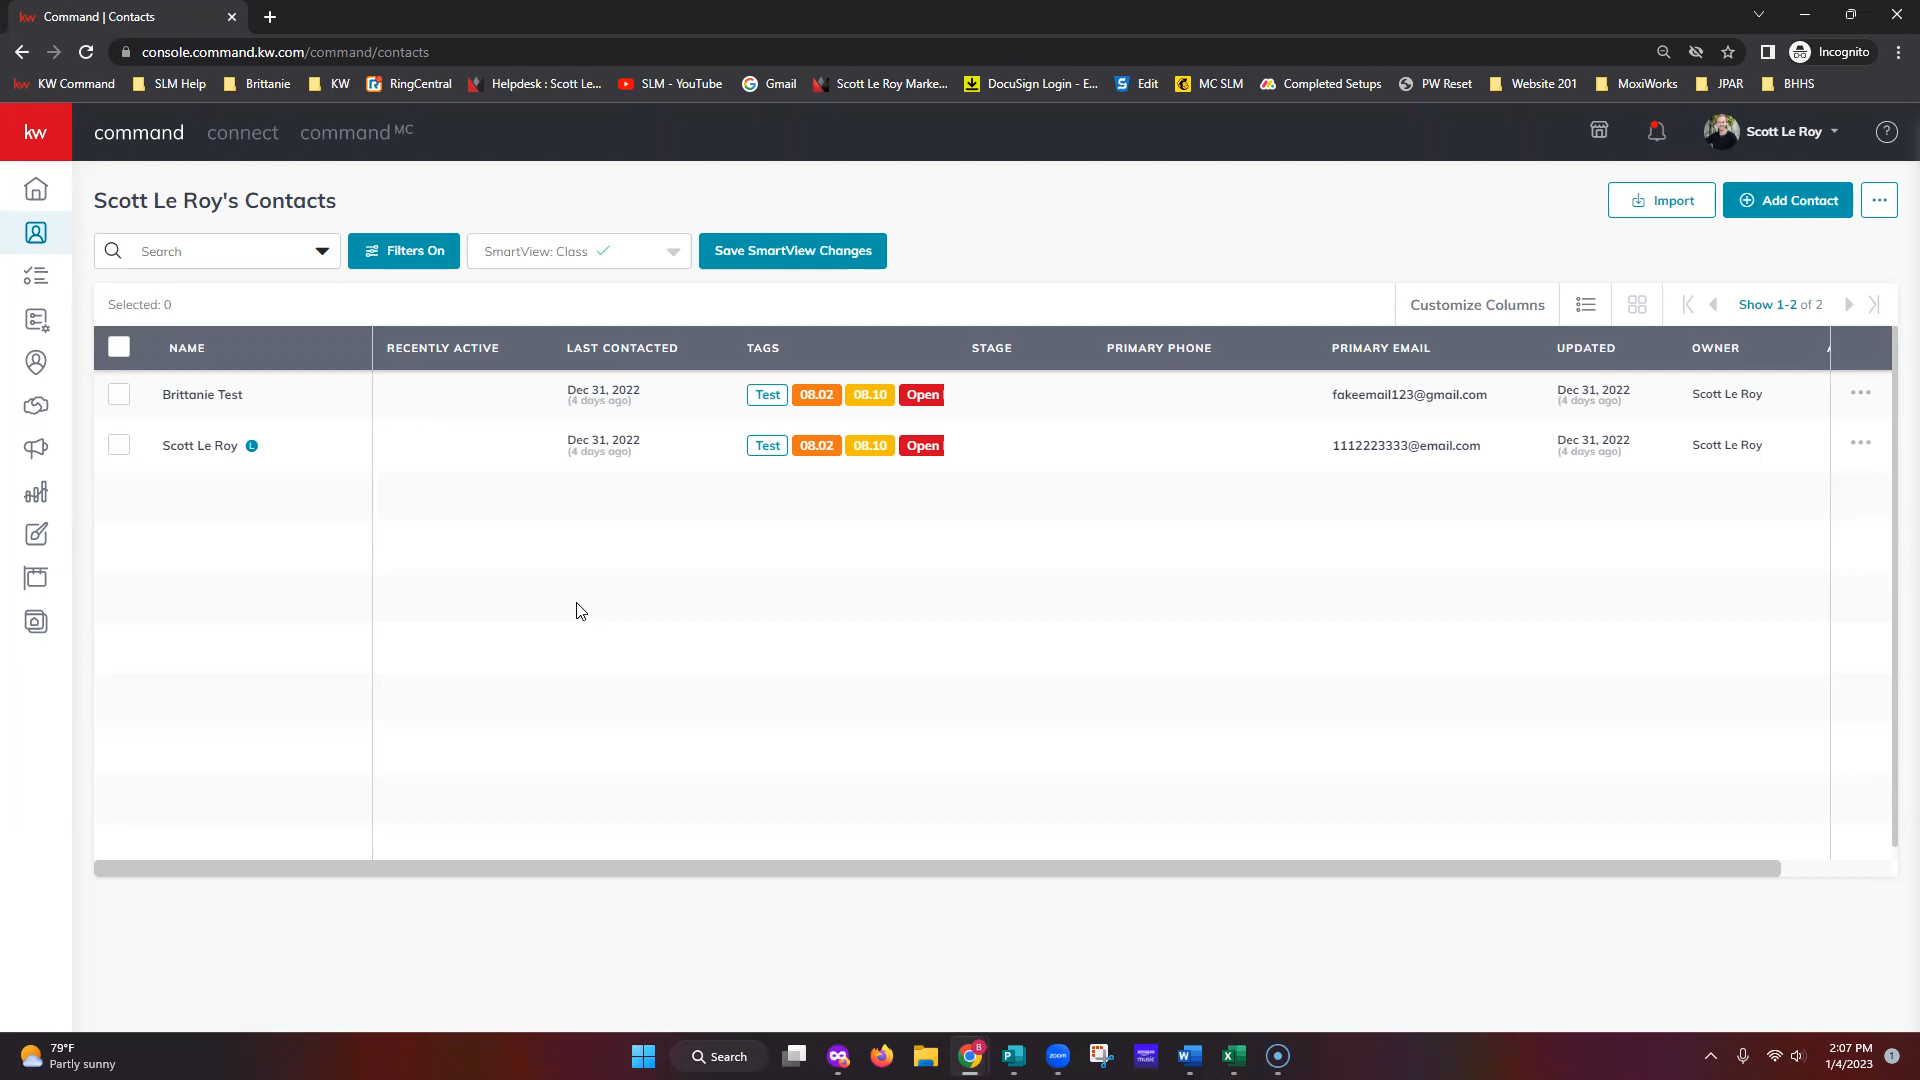 kw Command | Contacts
console.command.kw.com/command/contacts
Incognito
kw KW Command SLM Help Brittanie KW RingCentral Helpdesk : Scott Le... SLM - YouTube Gmail Scott Le Roy Marke... DocuSign Login - E... Edit MC SLM Completed Setups PW Reset Website 201 MoxiWorks JPAR BHHS
kw command connect command MC Scott Le Roy ?
Scott Le Roy's Contacts
Import Add Contact ...
Search Filters On SmartView: Class Save SmartView Changes
Selected: 0 Customize Columns Show 1-2 of 2
NAME RECENTLY ACTIVE LAST CONTACTED TAGS STAGE PRIMARY PHONE PRIMARY EMAIL UPDATED OWNER
Brittanie Test Dec 31, 2022 Test 08.02 08.10 Open fakeemail123@gmail.com Dec 31, 2022 Scott Le Roy
(4 days ago) (4 days ago)
Scott Le Roy L Dec 31, 2022 Test 08.02 08.10 Open 1112223333@email.com Dec 31, 2022 Scott Le Roy
(4 days ago) (4 days ago)
79°F
Partly sunny
Search
8
zoom
amazon music
2:07 PM
1/4/2023
1